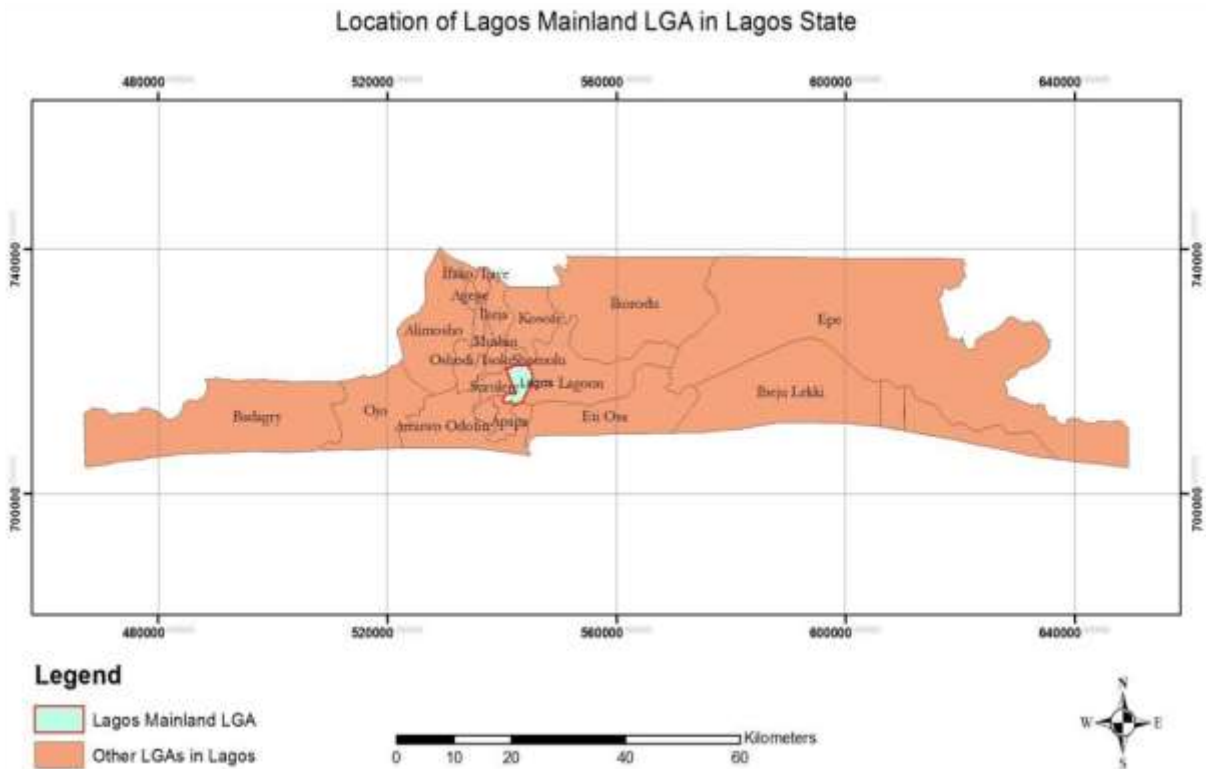 Location of Lagos Mainland LGA in Lagos State
480000 520000 560000 600000 640000
740000 740000
Ifako/Ijaye
Agege
Ikorodu
Ikeja
Kosofe
Epe
Alimosho
Mushin
Oshodi/Isolo Shomolu
Surulere
Lagos Lagoon
Ibeju Lekki
Badagry
Ojo
Amuwo Odofin
Apapa
Eti Osa
700000 700000
480000 520000 560000 600000 640000
Legend
Lagos Mainland LGA
Other LGAs in Lagos
Kilometers
0 10 20 40 60
N
W E
S